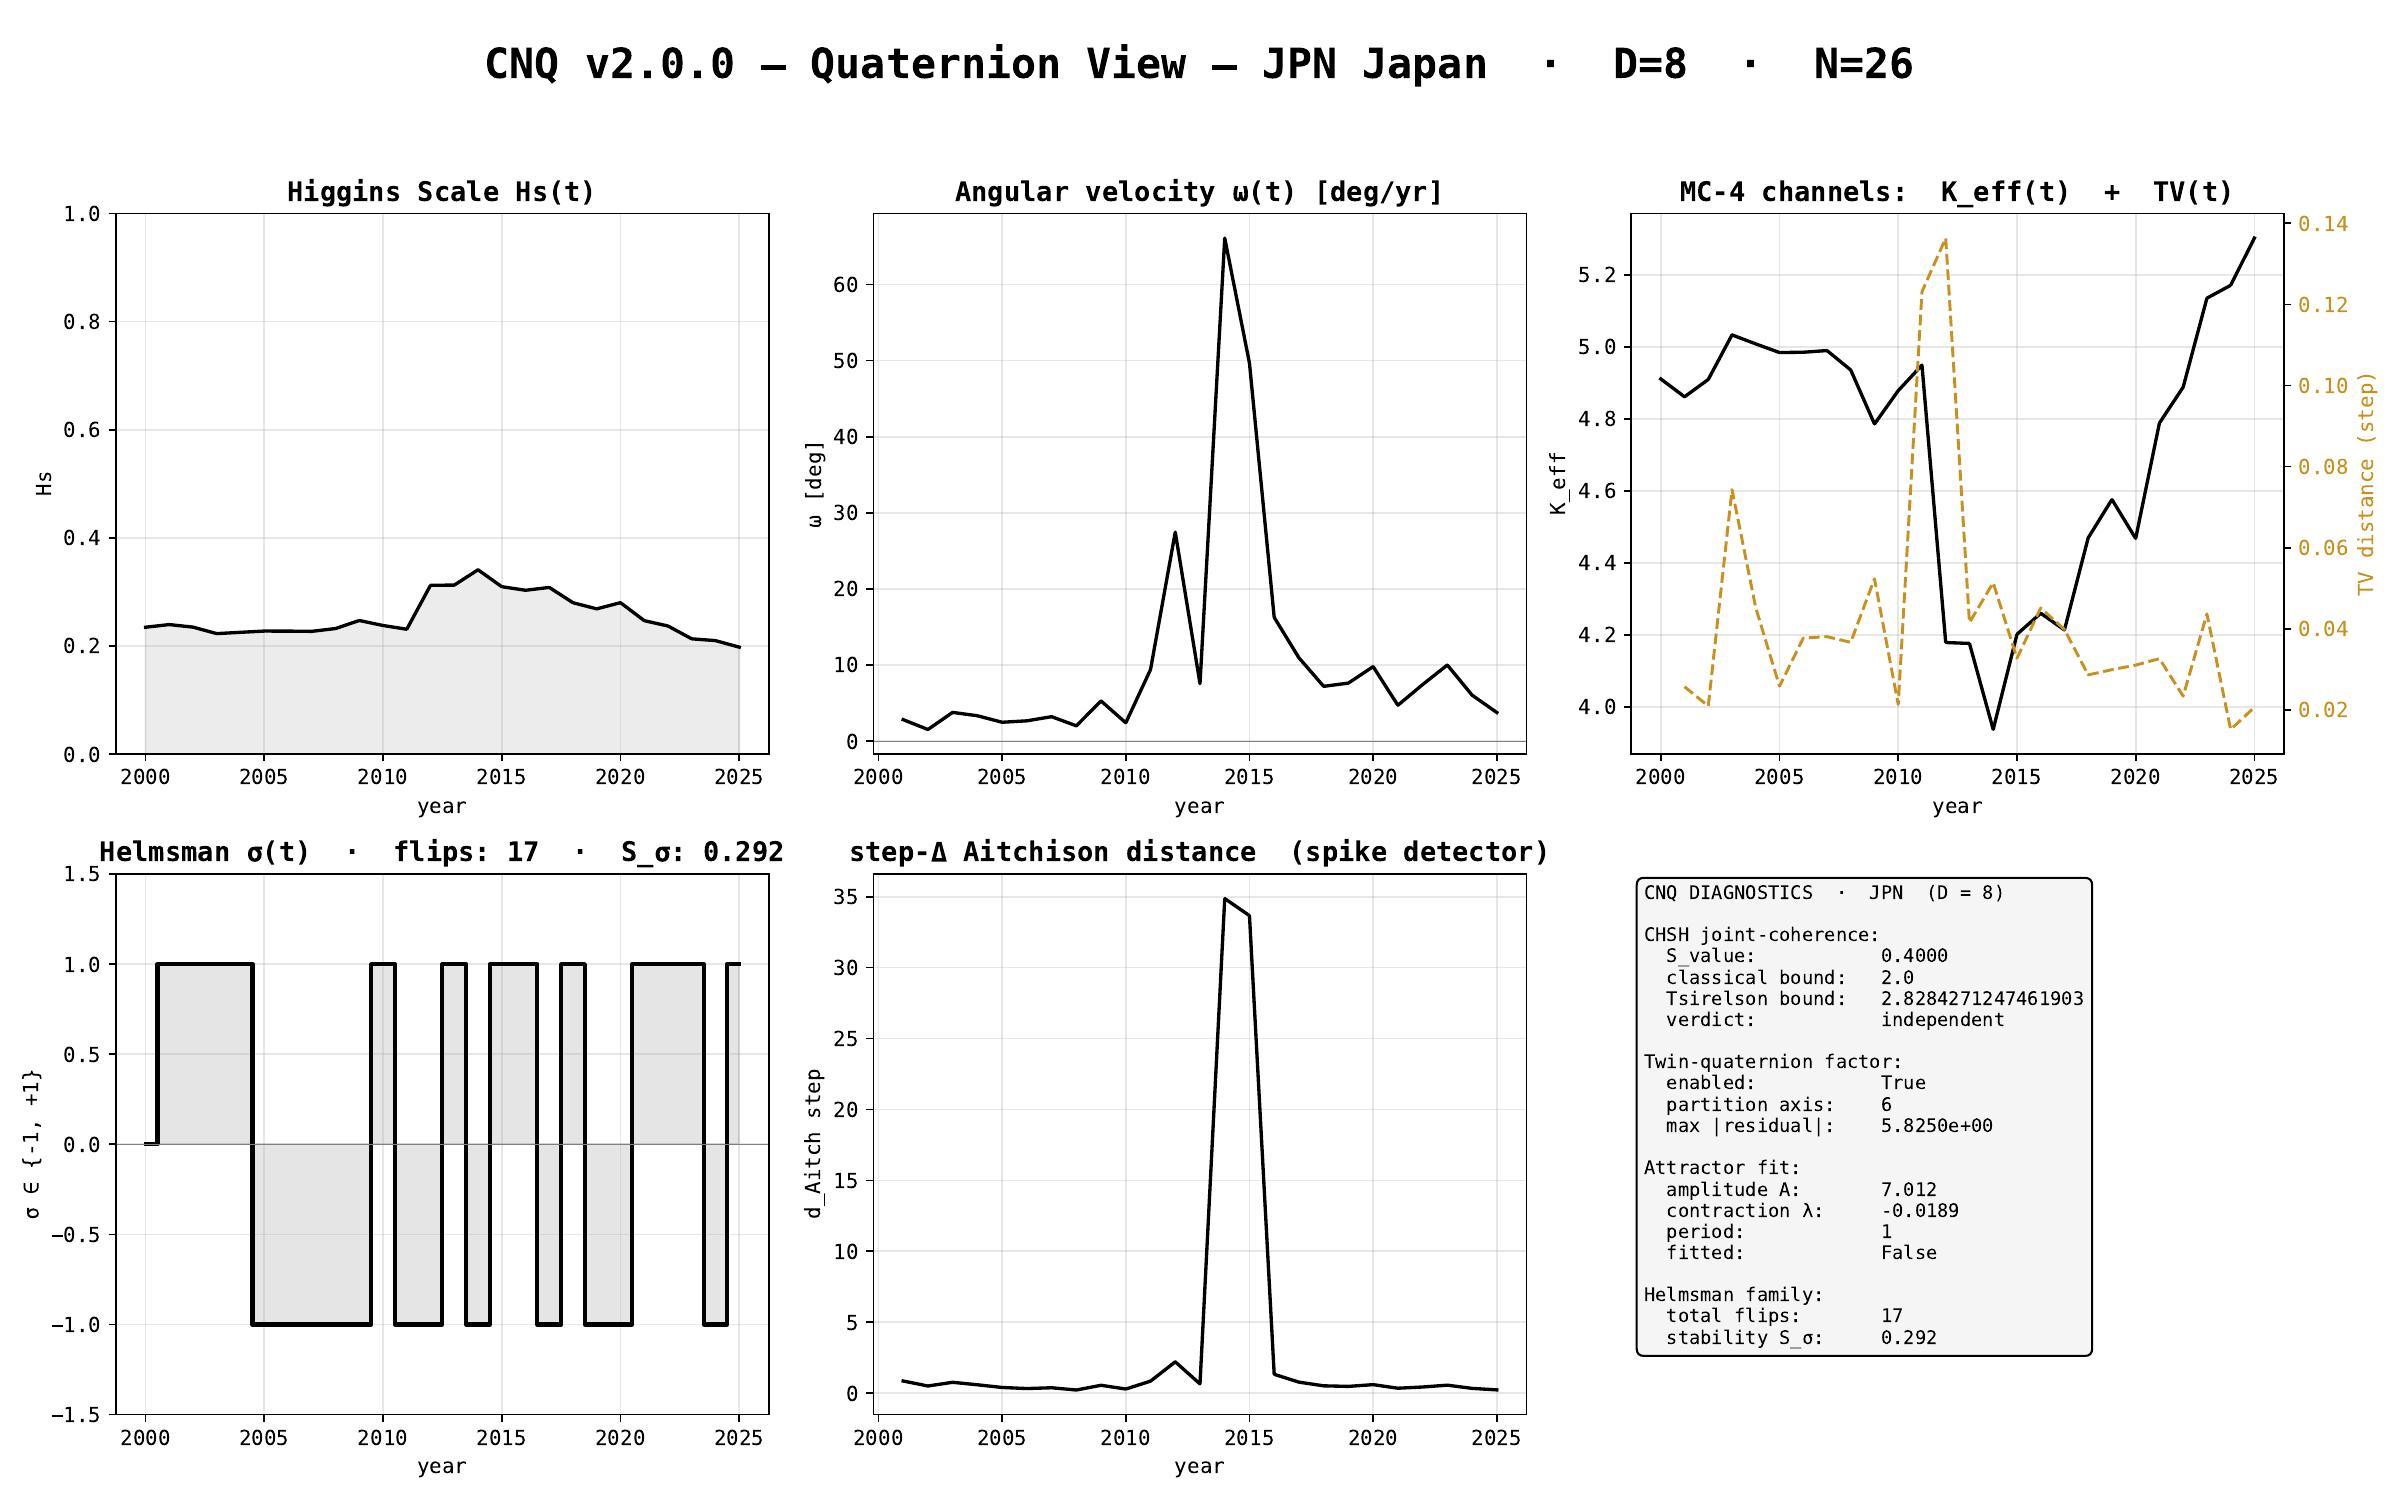 CNQ v2.0.0 — Quaternion View — JPN Japan · D=8 · N=26
Higgins Scale Hs(t)
1.0
0.8
0.6
0.4
0.2
0.0
Hs
2000 2005 2010 2015 2020 2025
year
Angular velocity ω(t) [deg/yr]
60
50
40
30
20
10
0
ω [deg]
2000 2005 2010 2015 2020 2025
year
MC-4 channels: K_eff(t) + TV(t)
5.2
5.0
4.8
4.6
4.4
4.2
4.0
K_eff
0.14
0.12
0.10
0.08
0.06
0.04
0.02
TV distance (step)
2000 2005 2010 2015 2020 2025
year
Helmsman σ(t) · flips: 17 · S_σ: 0.292
1.5
1.0
0.5
0.0
−0.5
−1.0
−1.5
σ ∈ {-1, +1}
2000 2005 2010 2015 2020 2025
year
step-Δ Aitchison distance (spike detector)
35
30
25
20
15
10
5
0
d_Aitch step
2000 2005 2010 2015 2020 2025
year
CNQ DIAGNOSTICS · JPN (D = 8)
CHSH joint-coherence:
S_value: 0.4000
classical bound: 2.0
Tsirelson bound: 2.8284271247461903
verdict: independent
Twin-quaternion factor:
enabled: True
partition axis: 6
max |residual|: 5.8250e+00
Attractor fit:
amplitude A: 7.012
contraction λ: -0.0189
period: 1
fitted: False
Helmsman family:
total flips: 17
stability S_σ: 0.292